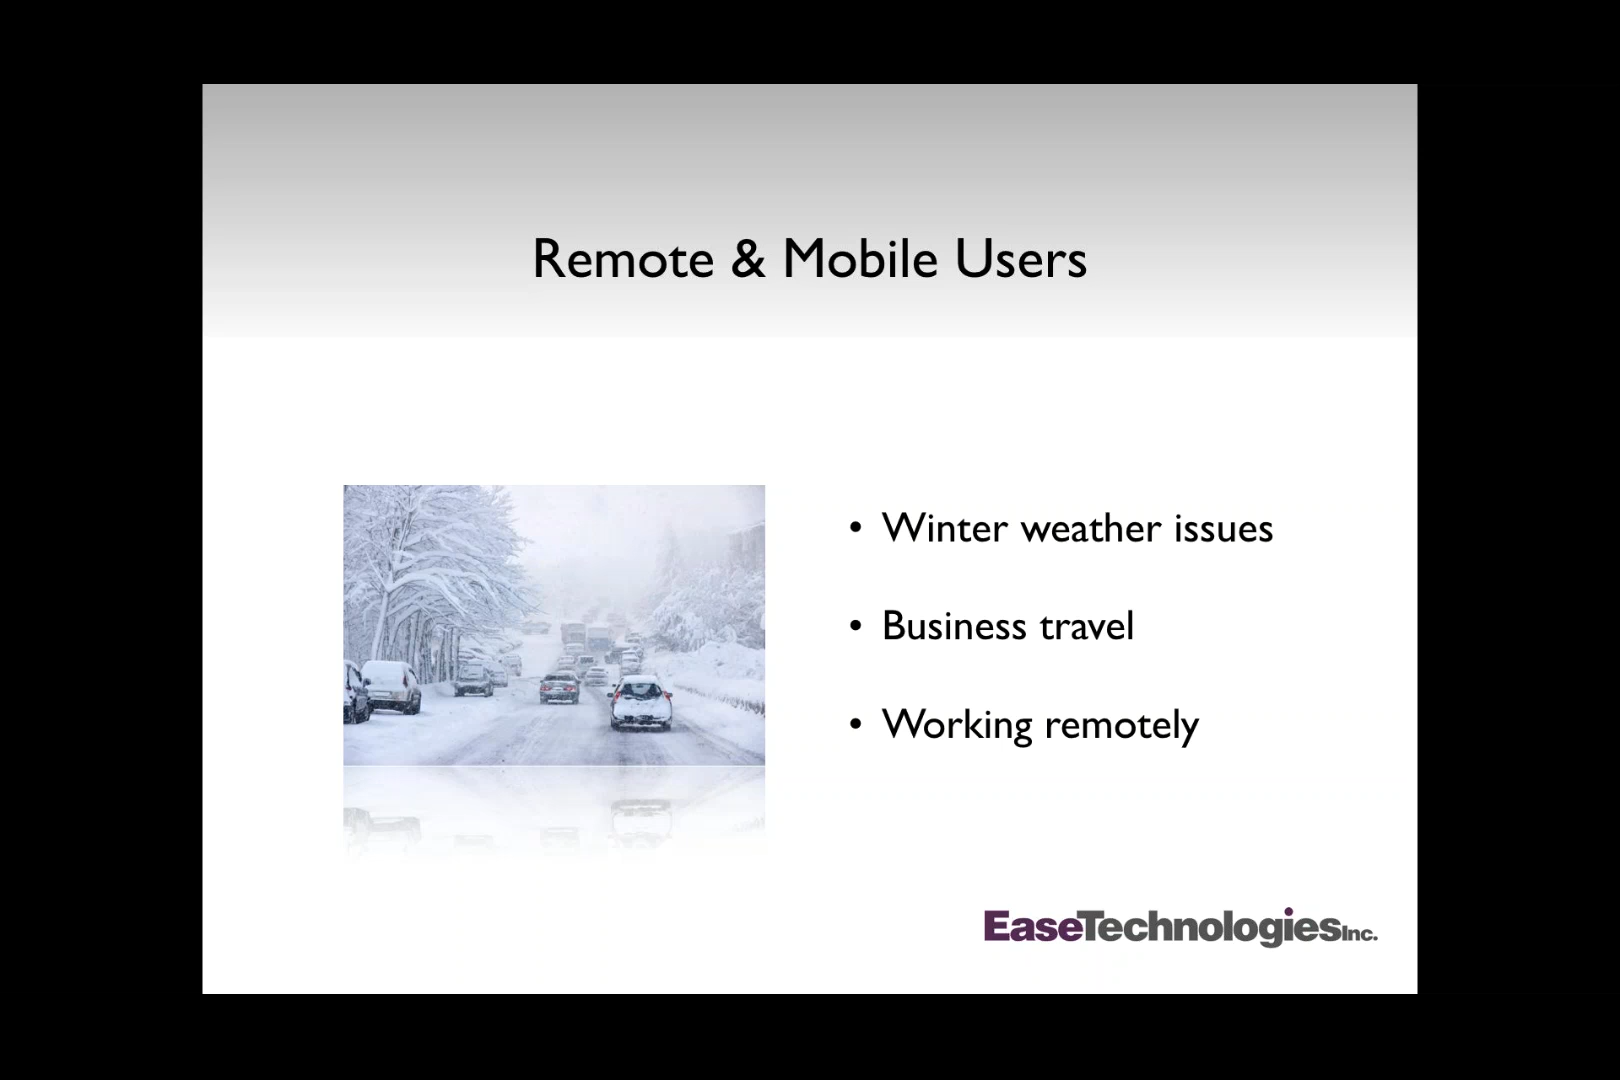 Remote & Mobile Users
• Winter weather issues
• Business travel
• Working remotely
EaseTechnologiesInc.